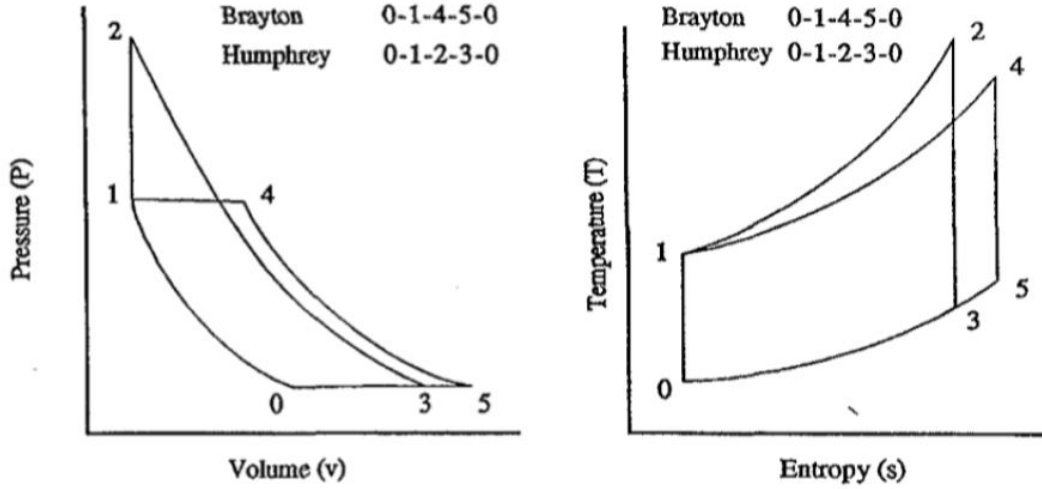 Brayton 0-1-4-5-0
Humphrey 0-1-2-3-0
2
1
4
0
3
5
Pressure (P)
Volume (v)
Brayton 0-1-4-5-0
Humphrey 0-1-2-3-0
2
4
1
5
3
0
Temperature (T)
Entropy (s)